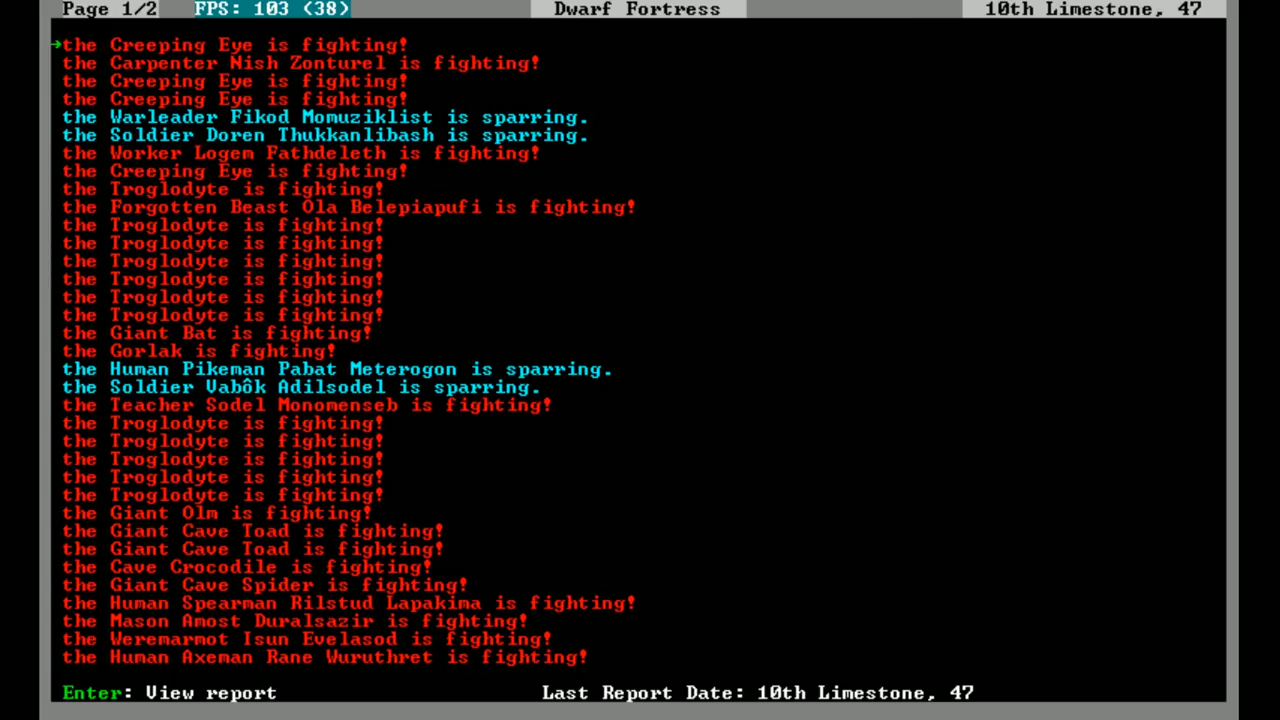 Page 1/2 FPS: 103 (38) Dwarf Fortress 10th Limestone, 47
the Creeping Eye is fighting!
the Carpenter Nish Zonturel is fighting!
the Creeping Eye is fighting!
the Creeping Eye is fighting!
the Warleader Fikod Momuziklist is sparring.
the Soldier Doren Thukkanlibash is sparring.
the Worker Logem Fathdeleth is fighting!
the Creeping Eye is fighting!
the Troglodyte is fighting!
the Forgotten Beast Ola Belepiapufi is fighting!
the Troglodyte is fighting!
the Troglodyte is fighting!
the Troglodyte is fighting!
the Troglodyte is fighting!
the Troglodyte is fighting!
the Troglodyte is fighting!
the Giant Bat is fighting!
the Gorlak is fighting!
the Human Pikeman Pabat Meterogon is sparring.
the Soldier Vabôk Adilsodel is sparring.
the Teacher Sodel Monomenseb is fighting!
the Troglodyte is fighting!
the Troglodyte is fighting!
the Troglodyte is fighting!
the Troglodyte is fighting!
the Troglodyte is fighting!
the Giant Olm is fighting!
the Giant Cave Toad is fighting!
the Giant Cave Toad is fighting!
the Cave Crocodile is fighting!
the Giant Cave Spider is fighting!
the Human Spearman Rilstud Lapakima is fighting!
the Mason Amost Duralsazir is fighting!
the Weremarmot Isun Evelasod is fighting!
the Human Axeman Rane Wuruthret is fighting!
Enter: View report Last Report Date: 10th Limestone, 47